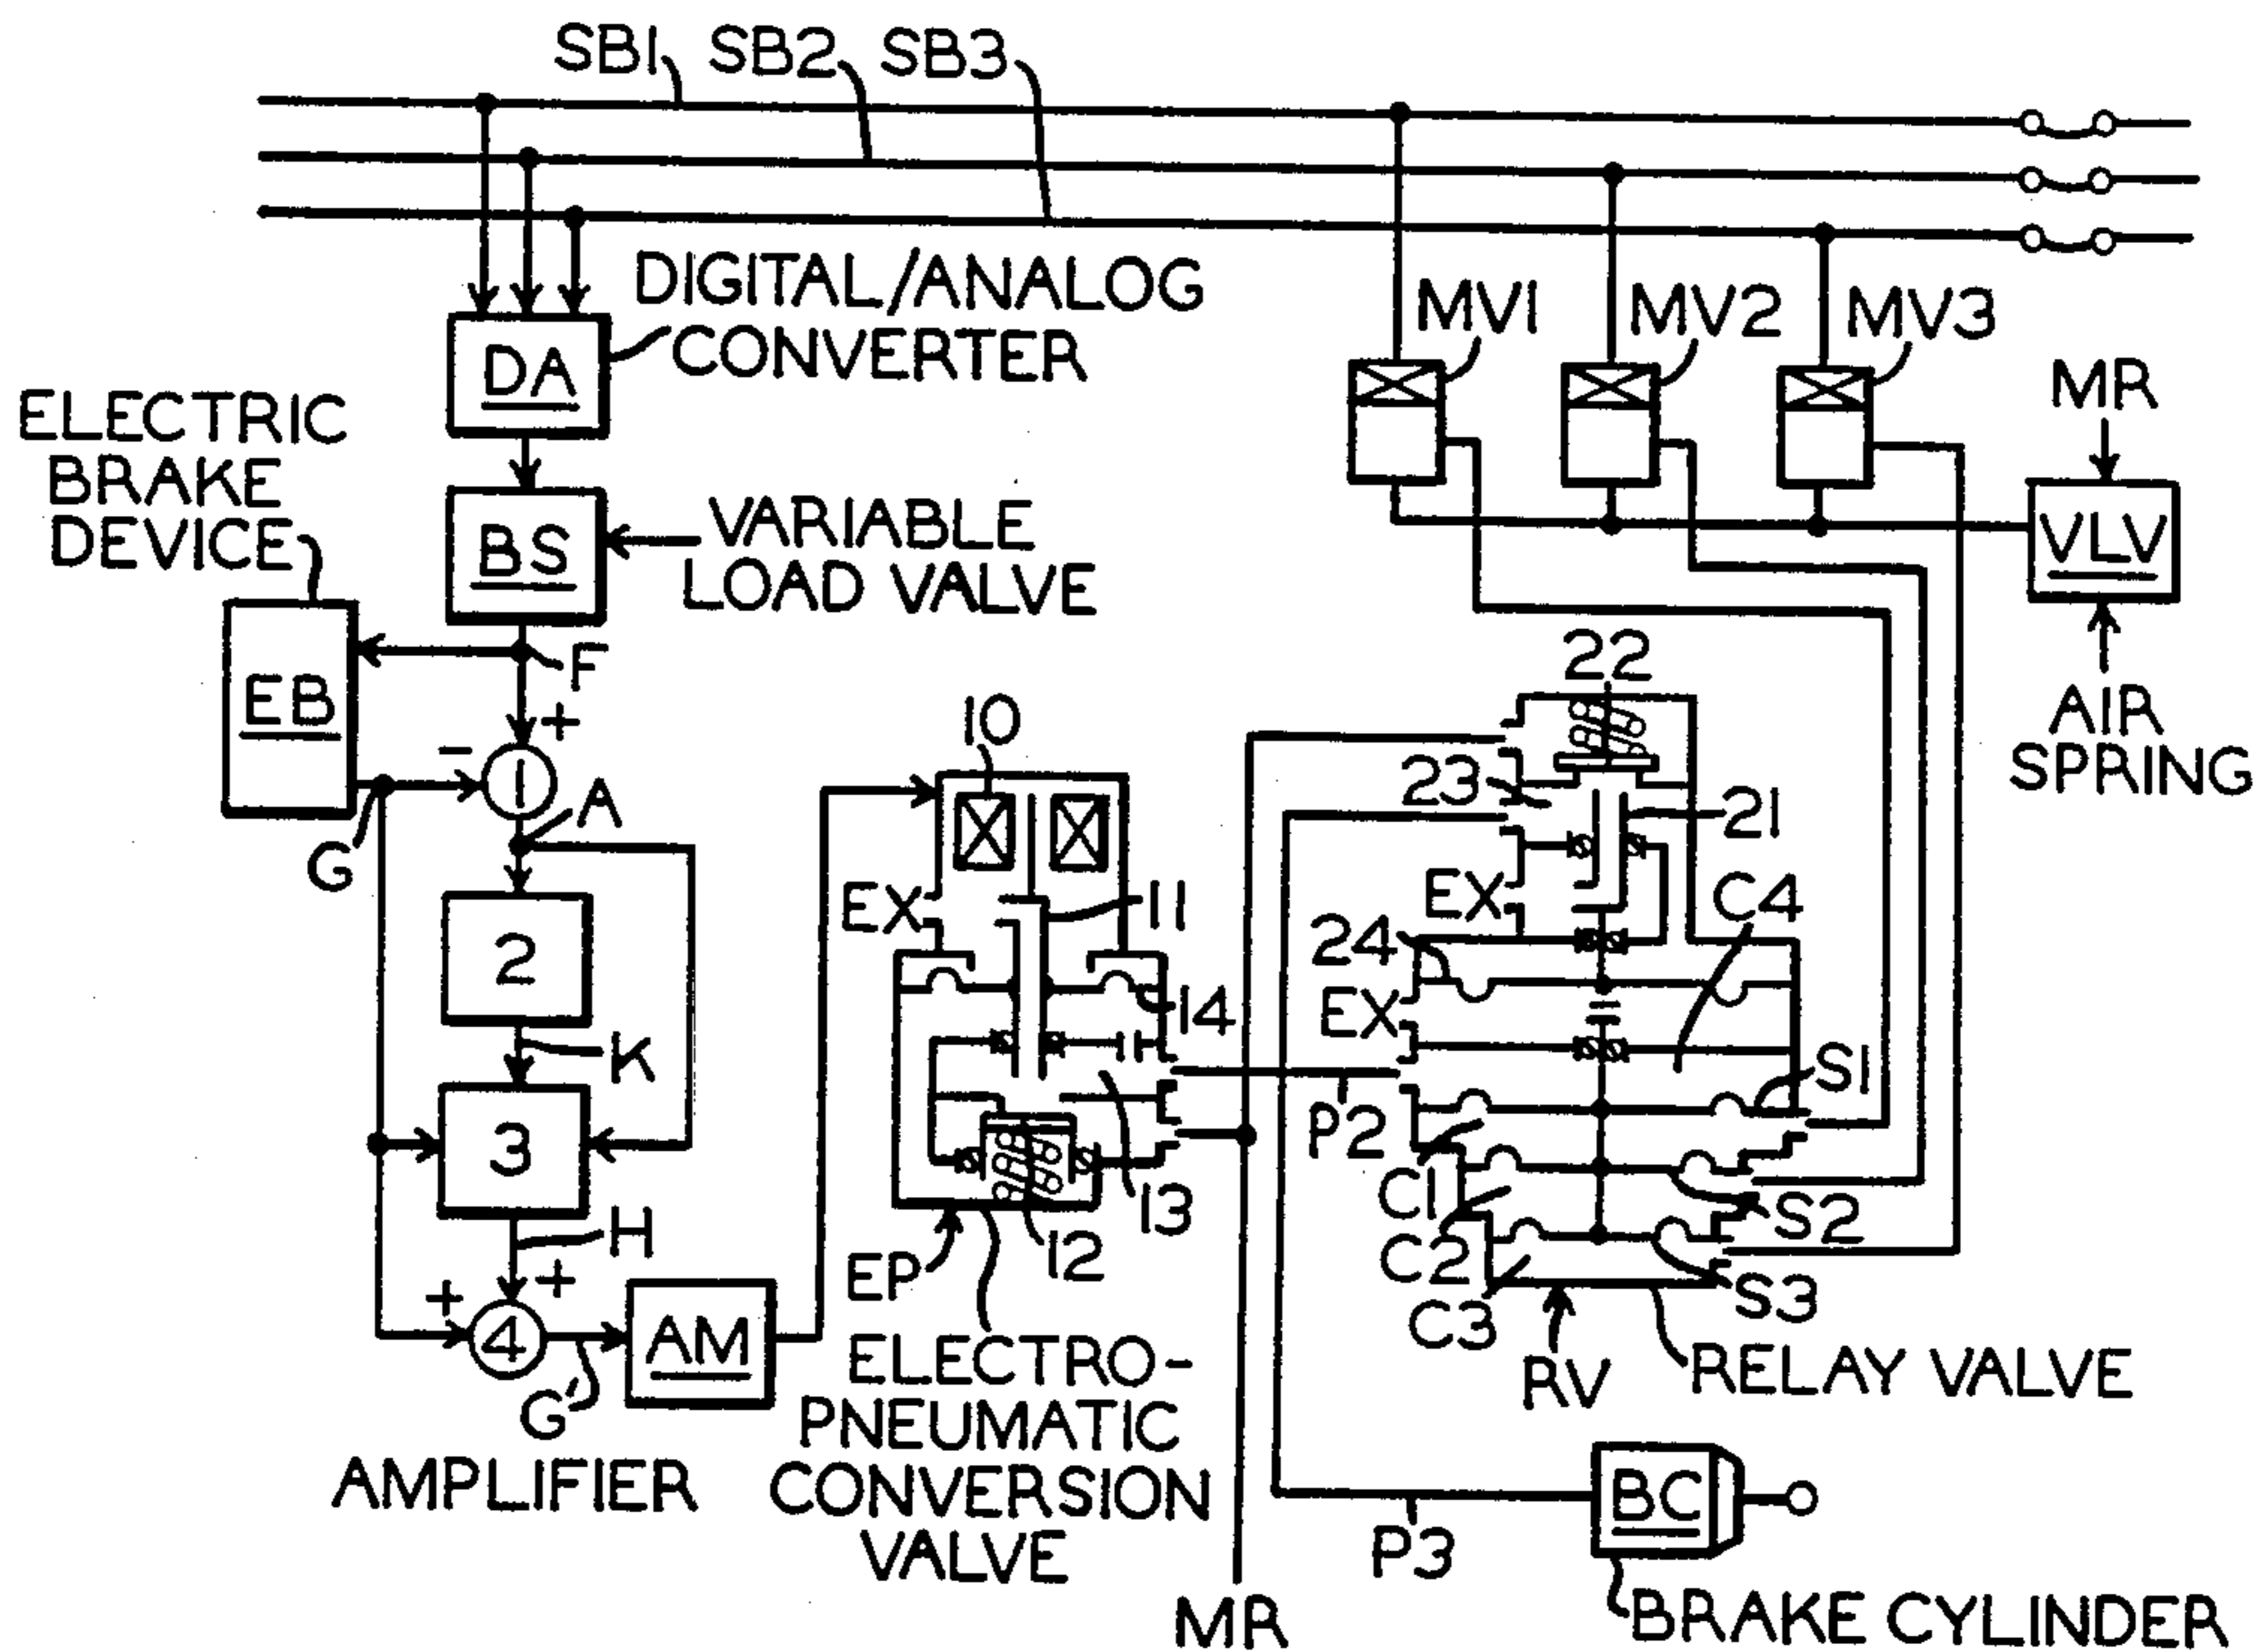 SB1 SB2 SB3
DIGITAL/ANALOG
CONVERTER
DA
MV1 MV2 MV3
MR
ELECTRIC
BRAKE
DEVICE
BS
VARIABLE
LOAD VALVE
VLV
AIR
SPRING
EB
F
+
-
1
G
A
2
K
3
H
+
+
4
G'
AM
AMPLIFIER
10
EX
11
14
13
12
EP
ELECTRO-
PNEUMATIC
CONVERSION
VALVE
MR
22
23
21
EX
C4
24
EX
S1
P2
C1
S2
C2
S3
C3
RV
RELAY VALVE
P3
BC
BRAKE CYLINDER